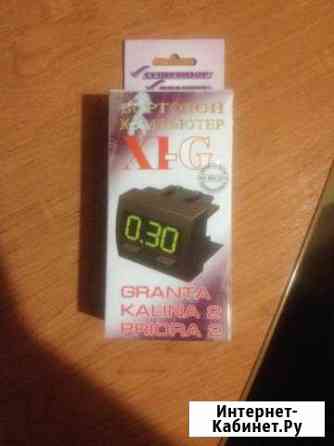 БОРТОВОЙ
КОМПЬЮТЕР
X1-G
0.30
GRANTA
KALINA 2
PRIORA 2
Интернет-
Кабинет.Ру